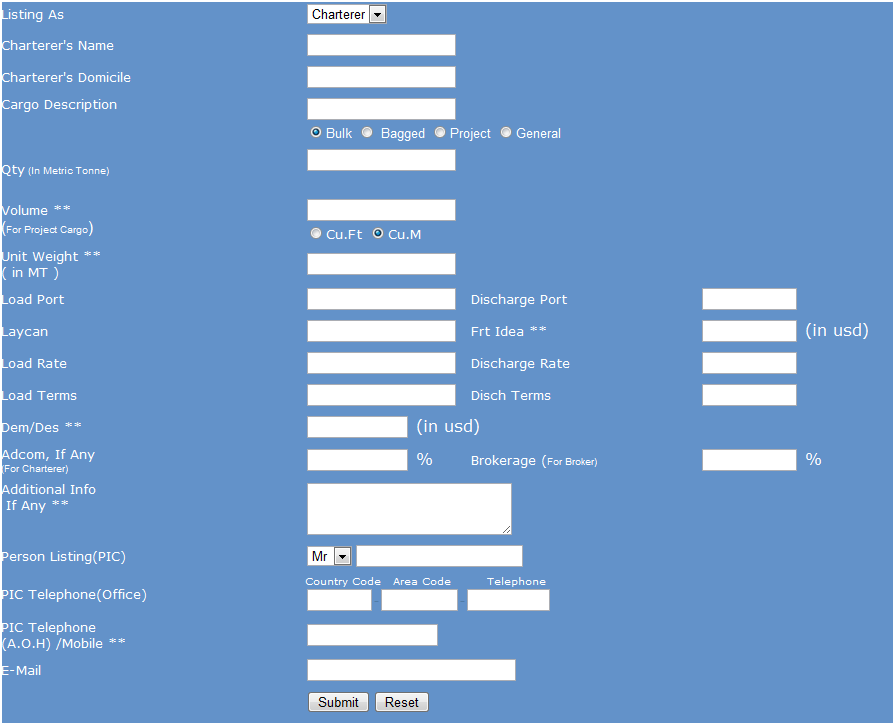 Listing As Charterer
Charterer's Name
Charterer's Domicile
Cargo Description
Bulk Bagged Project General
Qty (In Metric Tonne)
Volume **
(For Project Cargo)
Cu.Ft Cu.M
Unit Weight **
( in MT )
Load Port Discharge Port
Laycan Frt Idea ** (in usd)
Load Rate Discharge Rate
Load Terms Disch Terms
Dem/Des ** (in usd)
Adcom, If Any % Brokerage (For Broker) %
(For Charterer)
Additional Info
If Any **
Person Listing(PIC) Mr
Country Code Area Code Telephone
PIC Telephone(Office) - -
PIC Telephone
(A.O.H) /Mobile **
E-Mail
Submit Reset